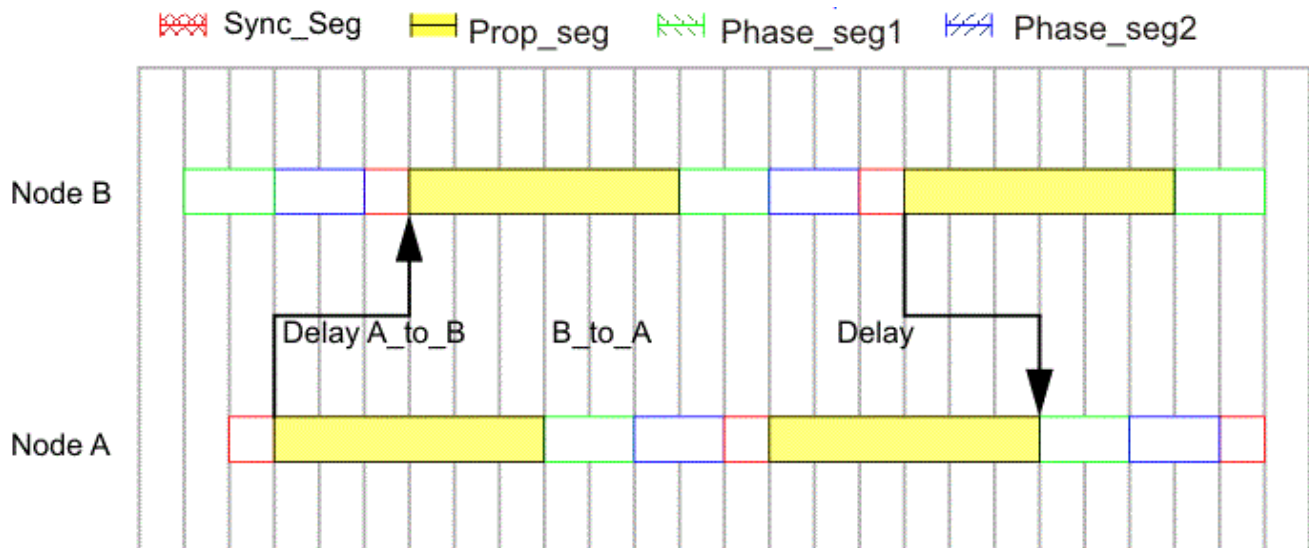 Sync_Seg Prop_seg Phase_seg1 Phase_seg2
Node B
Delay A_to_B B_to_A Delay
Node A